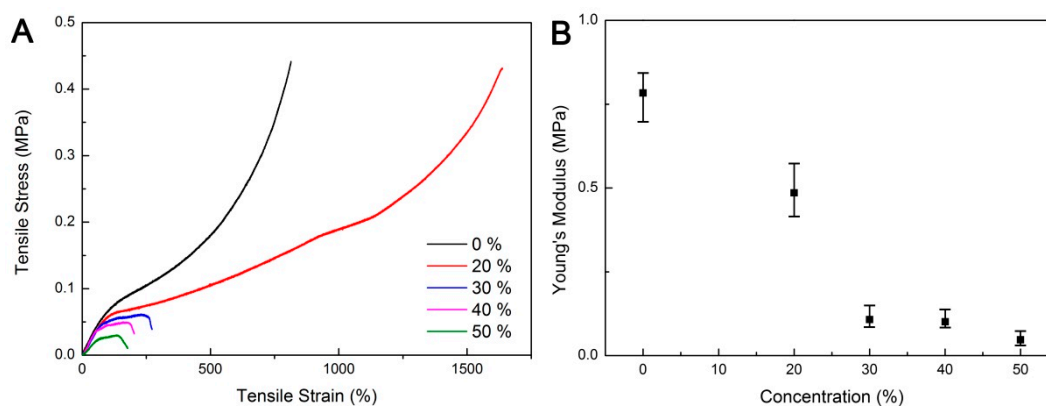 A
0.5
0.4
0.3
0.2
0.1
0.0
Tensile Stress (MPa)
0 %
20 %
30 %
40 %
50 %
0 500 1000 1500
Tensile Strain (%)
B
1.0
0.5
0.0
Young's Modulus (MPa)
0 10 20 30 40 50
Concentration (%)